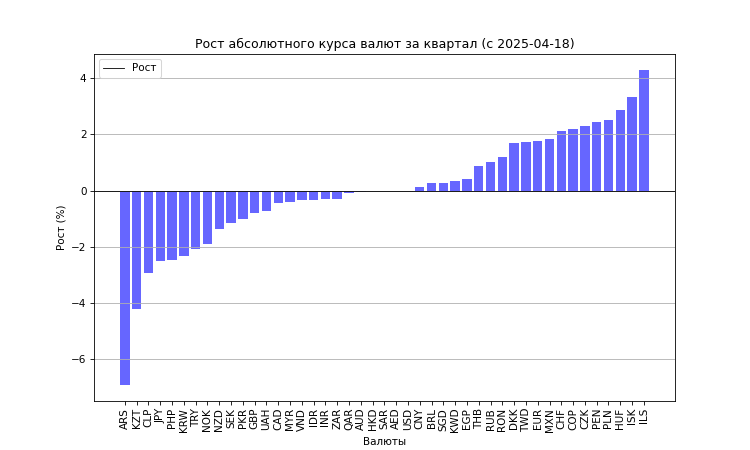 Рост абсолютного курса валют за квартал (с 2025-04-18)
Рост
4
2
0
−2
−4
−6
Рост (%)
ARS KZT CLP JPY PHP KRW TRY NOK NZD SEK PKR GBP UAH CAD MYR VND IDR INR ZAR QAR AUD HKD SAR AED USD CNY BRL SGD KWD EGP THB RUB RON DKK TWD EUR MXN CHF COP CZK PEN PLN HUF ISK ILS
Валюты